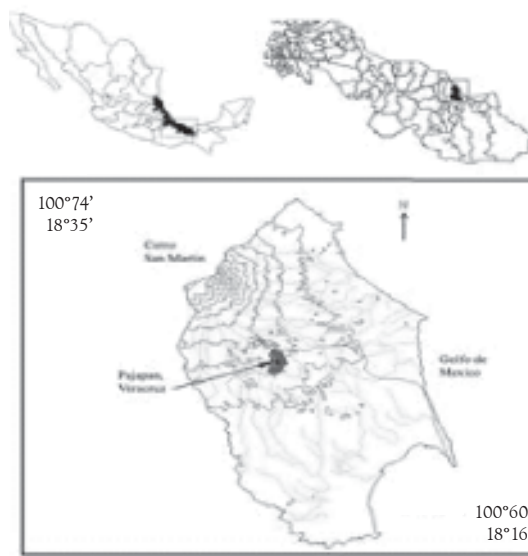 100°74’
18°35’
N
Cerro
San Martín
Pajapan,
Veracruz
Golfo de
Mexico
100°60
18°16